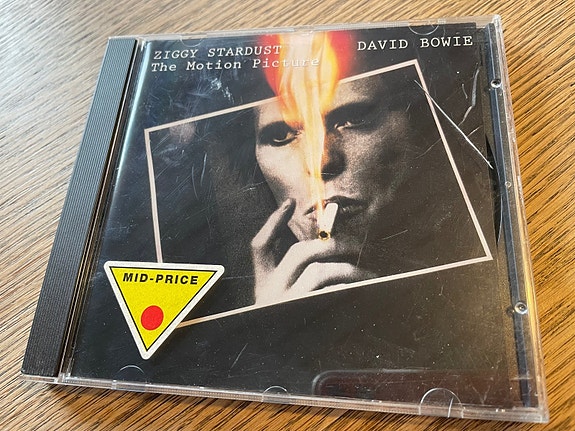 ZIGGY STARDUST
The Motion Picture
DAVID BOWIE
MID-PRICE